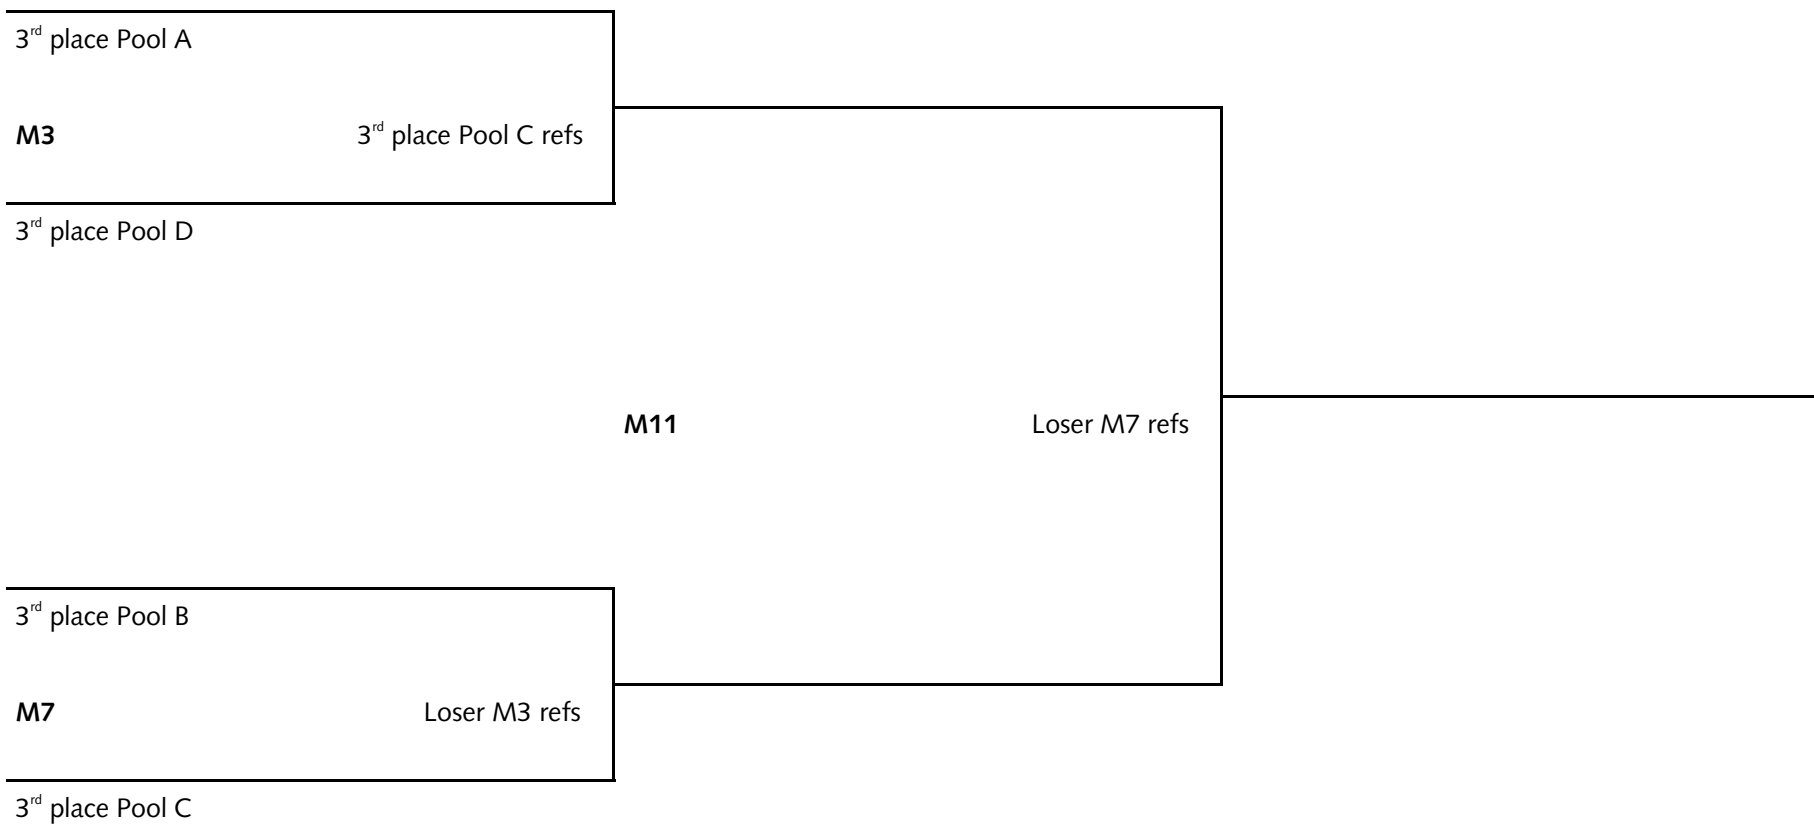 3rd place Pool A
M3 3rd place Pool C refs
3rd place Pool D
M11 Loser M7 refs
3rd place Pool B
M7 Loser M3 refs
3rd place Pool C